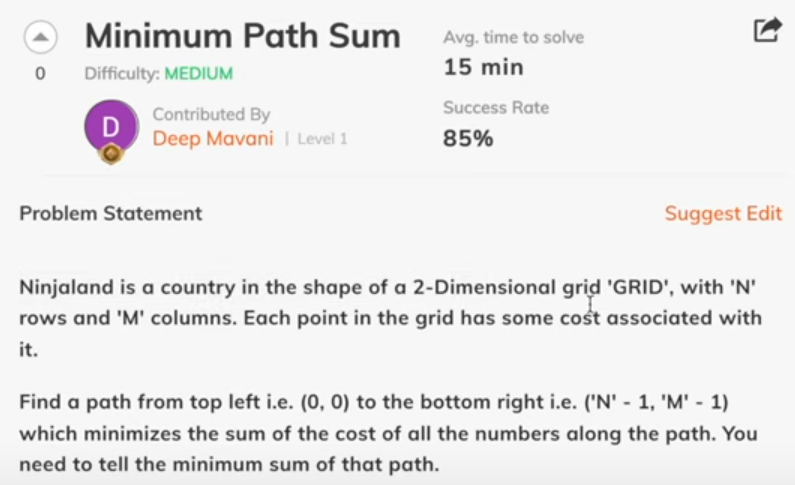 Minimum Path Sum
0
Difficulty: MEDIUM
D
Contributed By
Deep Mavani | Level 1
Avg. time to solve
15 min
Success Rate
85%
Problem Statement
Suggest Edit
Ninjaland is a country in the shape of a 2-Dimensional grid 'GRID', with 'N'
rows and 'M' columns. Each point in the grid has some cost associated with
it.
Find a path from top left i.e. (0, 0) to the bottom right i.e. ('N' - 1, 'M' - 1)
which minimizes the sum of the cost of all the numbers along the path. You
need to tell the minimum sum of that path.